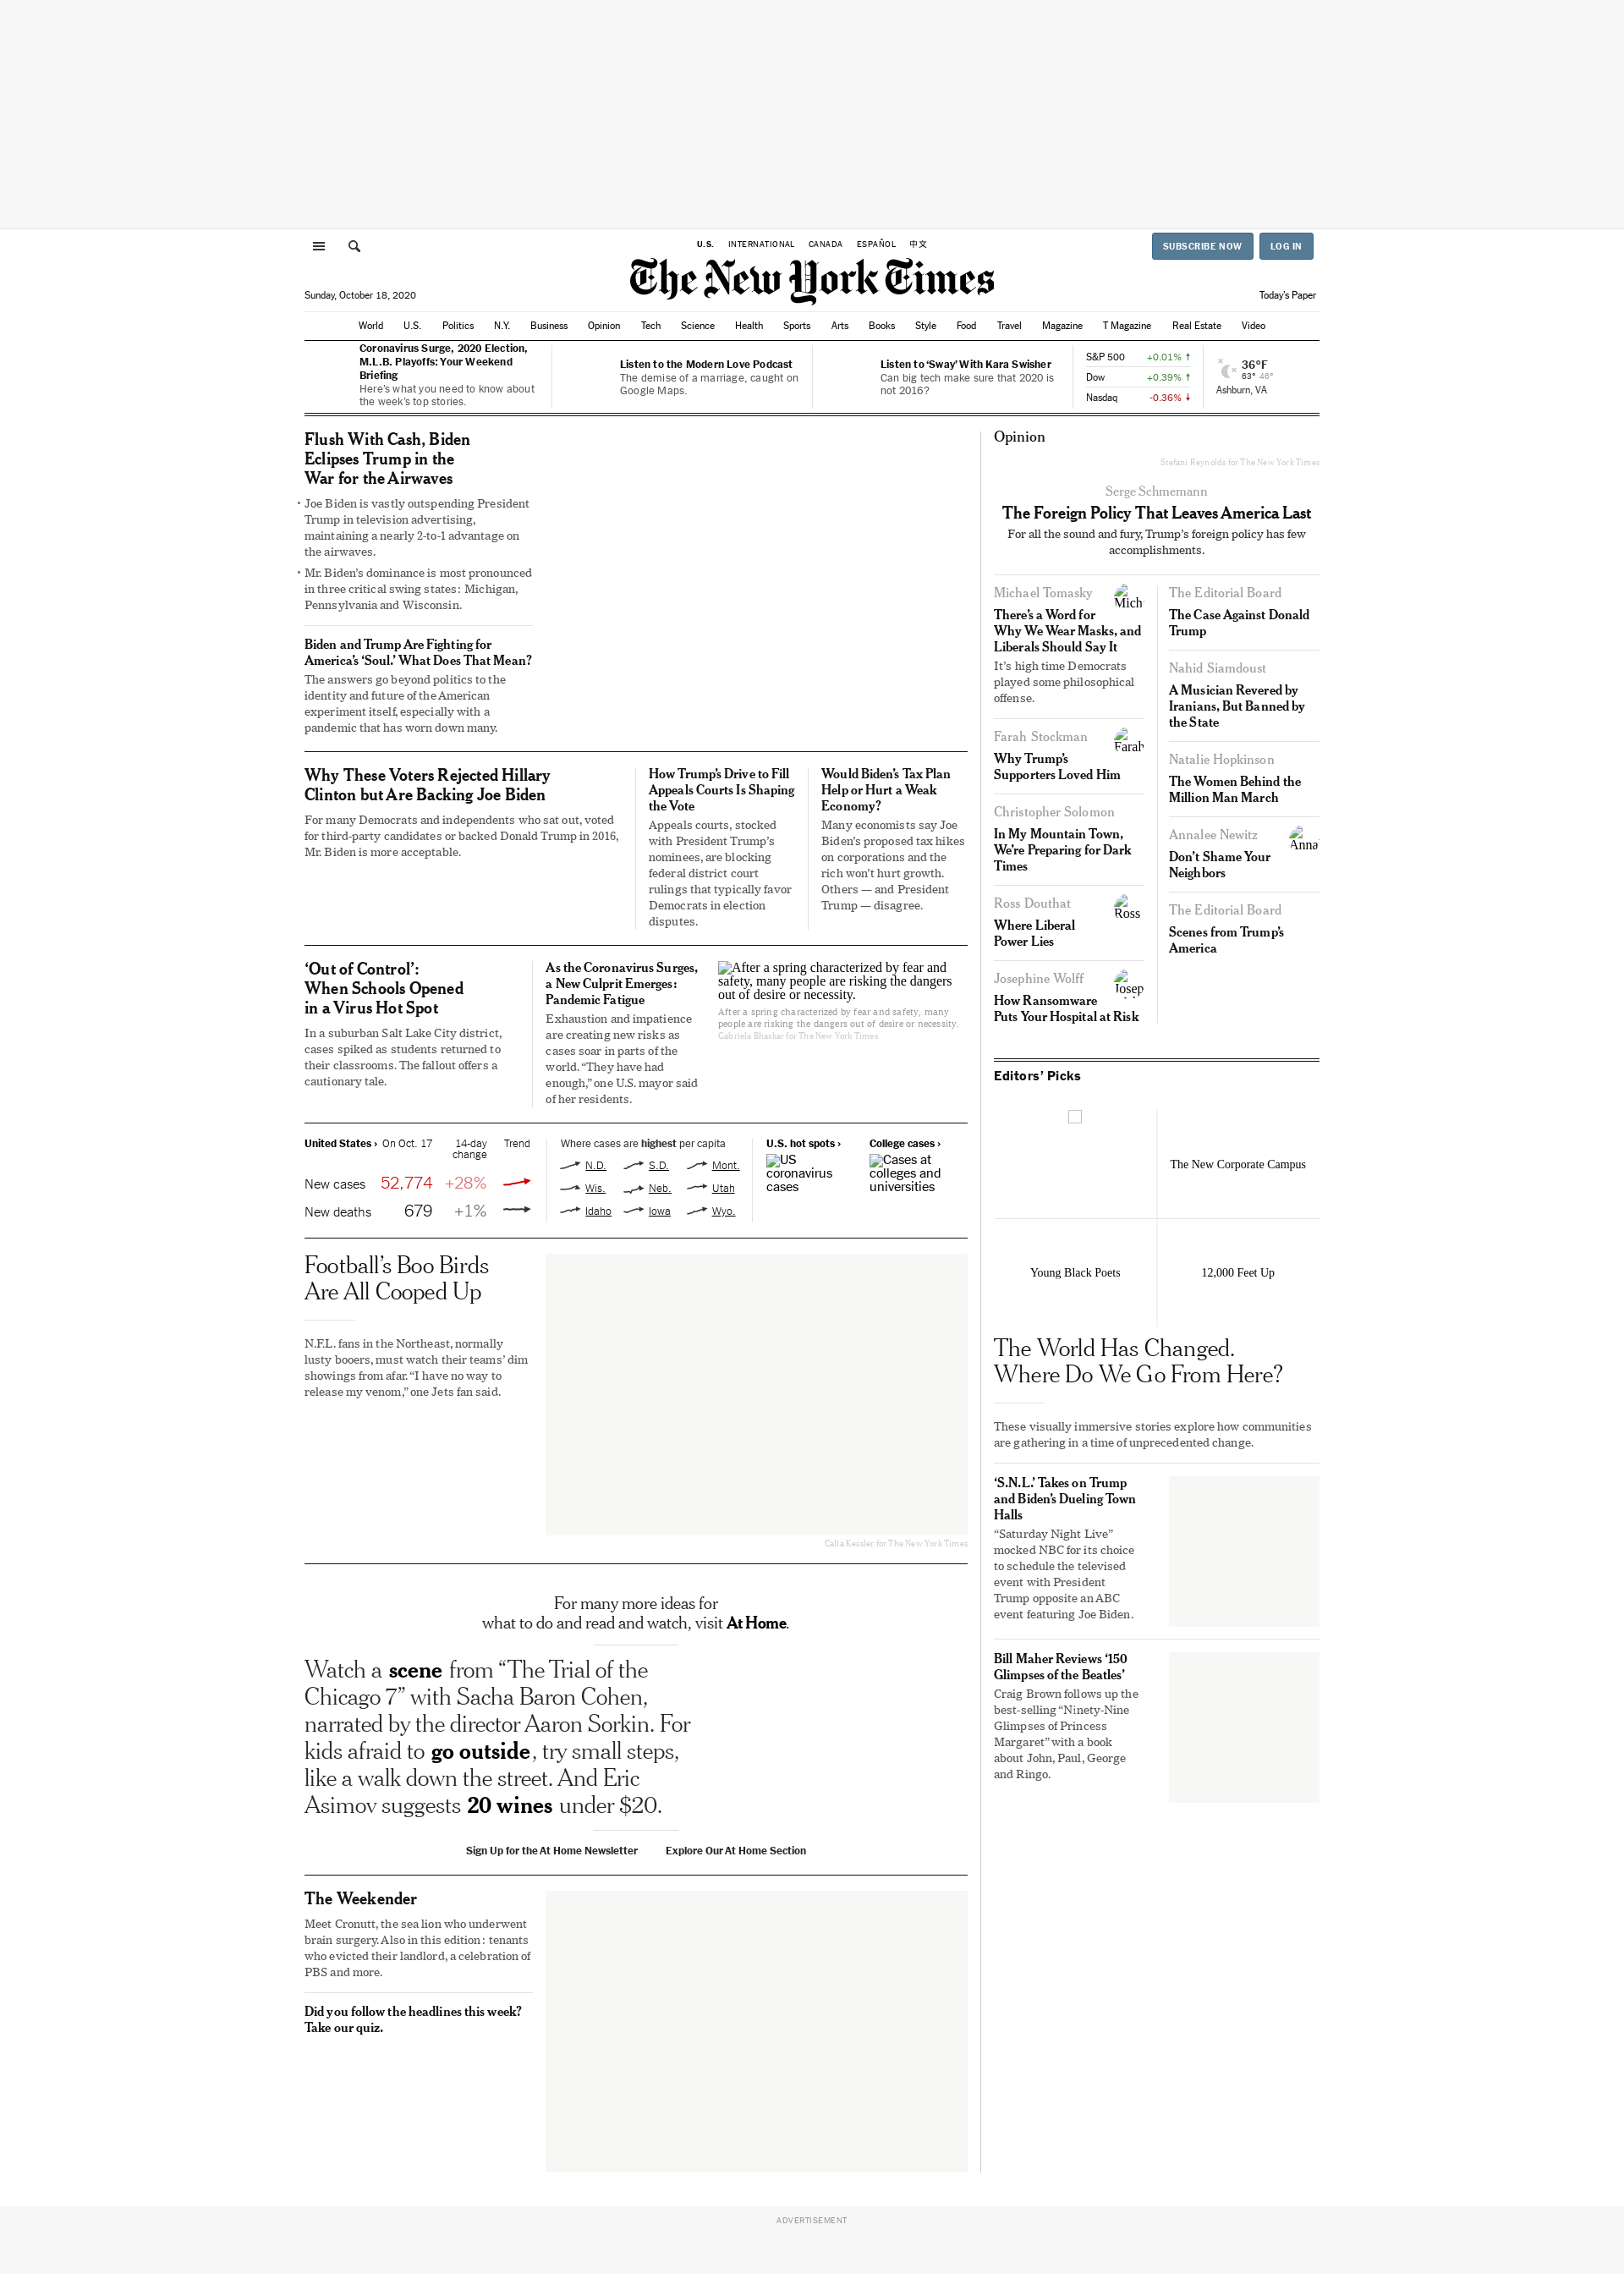 U.S. INTERNATIONAL CANADA ESPAÑOL 中文
SUBSCRIBE NOW LOG IN
The New York Times
Sunday, October 18, 2020
Today's Paper
World U.S. Politics N.Y. Business Opinion Tech Science Health Sports Arts Books Style Food Travel Magazine T Magazine Real Estate Video
Coronavirus Surge, 2020 Election,
M.L.B. Playoffs: Your Weekend
Briefing
Here's what you need to know about
the week's top stories.
Listen to the Modern Love Podcast
The demise of a marriage, caught on
Google Maps.
Listen to ‘Sway’ With Kara Swisher
Can big tech make sure that 2020 is
not 2016?
S&P 500 +0.01%
Dow +0.39%
Nasdaq -0.36%
36°F
63° 46°
Ashburn, VA
Flush With Cash, Biden
Eclipses Trump in the
War for the Airwaves
• Joe Biden is vastly outspending President
Trump in television advertising,
maintaining a nearly 2-to-1 advantage on
the airwaves.
• Mr. Biden’s dominance is most pronounced
in three critical swing states: Michigan,
Pennsylvania and Wisconsin.
Biden and Trump Are Fighting for
America’s ‘Soul.’ What Does That Mean?
The answers go beyond politics to the
identity and future of the American
experiment itself, especially with a
pandemic that has worn down many.
Why These Voters Rejected Hillary
Clinton but Are Backing Joe Biden
For many Democrats and independents who sat out, voted
for third-party candidates or backed Donald Trump in 2016,
Mr. Biden is more acceptable.
How Trump’s Drive to Fill
Appeals Courts Is Shaping
the Vote
Appeals courts, stocked
with President Trump’s
nominees, are blocking
federal district court
rulings that typically favor
Democrats in election
disputes.
Would Biden’s Tax Plan
Help or Hurt a Weak
Economy?
Many economists say Joe
Biden’s proposed tax hikes
on corporations and the
rich won’t hurt growth.
Others — and President
Trump — disagree.
‘Out of Control’:
When Schools Opened
in a Virus Hot Spot
In a suburban Salt Lake City district,
cases spiked as students returned to
their classrooms. The fallout offers a
cautionary tale.
As the Coronavirus Surges,
a New Culprit Emerges:
Pandemic Fatigue
Exhaustion and impatience
are creating new risks as
cases soar in parts of the
world. “They have had
enough,” one U.S. mayor said
of her residents.
After a spring characterized by fear and
safety, many people are risking the dangers
out of desire or necessity.
After a spring characterized by fear and safety, many
people are risking the dangers out of desire or necessity.
Gabriela Bhaskar for The New York Times
United States › On Oct. 17 14-day
change Trend
New cases 52,774 +28%
New deaths 679 +1%
Where cases are highest per capita
N.D. S.D. Mont.
Wis. Neb. Utah
Idaho Iowa Wyo.
U.S. hot spots ›
US
coronavirus
cases
College cases ›
Cases at
colleges and
universities
Football’s Boo Birds
Are All Cooped Up
N.F.L. fans in the Northeast, normally
lusty booers, must watch their teams’ dim
showings from afar. “I have no way to
release my venom,” one Jets fan said.
Calla Kessler for The New York Times
For many more ideas for
what to do and read and watch, visit At Home.
Watch a scene from “The Trial of the
Chicago 7” with Sacha Baron Cohen,
narrated by the director Aaron Sorkin. For
kids afraid to go outside, try small steps,
like a walk down the street. And Eric
Asimov suggests 20 wines under $20.
Sign Up for the At Home Newsletter Explore Our At Home Section
The Weekender
Meet Cronutt, the sea lion who underwent
brain surgery. Also in this edition: tenants
who evicted their landlord, a celebration of
PBS and more.
Did you follow the headlines this week?
Take our quiz.
Opinion
Stefani Reynolds for The New York Times
Serge Schmemann
The Foreign Policy That Leaves America Last
For all the sound and fury, Trump’s foreign policy has few
accomplishments.
Michael Tomasky
Mich
There’s a Word for
Why We Wear Masks, and
Liberals Should Say It
It’s high time Democrats
played some philosophical
offense.
Farah Stockman
Farah
Why Trump’s
Supporters Loved Him
Christopher Solomon
In My Mountain Town,
We’re Preparing for Dark
Times
Ross Douthat
Ross
Where Liberal
Power Lies
Josephine Wolff
Josep
How Ransomware
Puts Your Hospital at Risk
The Editorial Board
The Case Against Donald
Trump
Nahid Siamdoust
A Musician Revered by
Iranians, But Banned by
the State
Natalie Hopkinson
The Women Behind the
Million Man March
Annalee Newitz
Anna
Don’t Shame Your
Neighbors
The Editorial Board
Scenes from Trump’s
America
Editors’ Picks
The New Corporate Campus
Young Black Poets
12,000 Feet Up
The World Has Changed.
Where Do We Go From Here?
These visually immersive stories explore how communities
are gathering in a time of unprecedented change.
‘S.N.L.’ Takes on Trump
and Biden’s Dueling Town
Halls
“Saturday Night Live”
mocked NBC for its choice
to schedule the televised
event with President
Trump opposite an ABC
event featuring Joe Biden.
Bill Maher Reviews ‘150
Glimpses of the Beatles’
Craig Brown follows up the
best-selling “Ninety-Nine
Glimpses of Princess
Margaret” with a book
about John, Paul, George
and Ringo.
ADVERTISEMENT